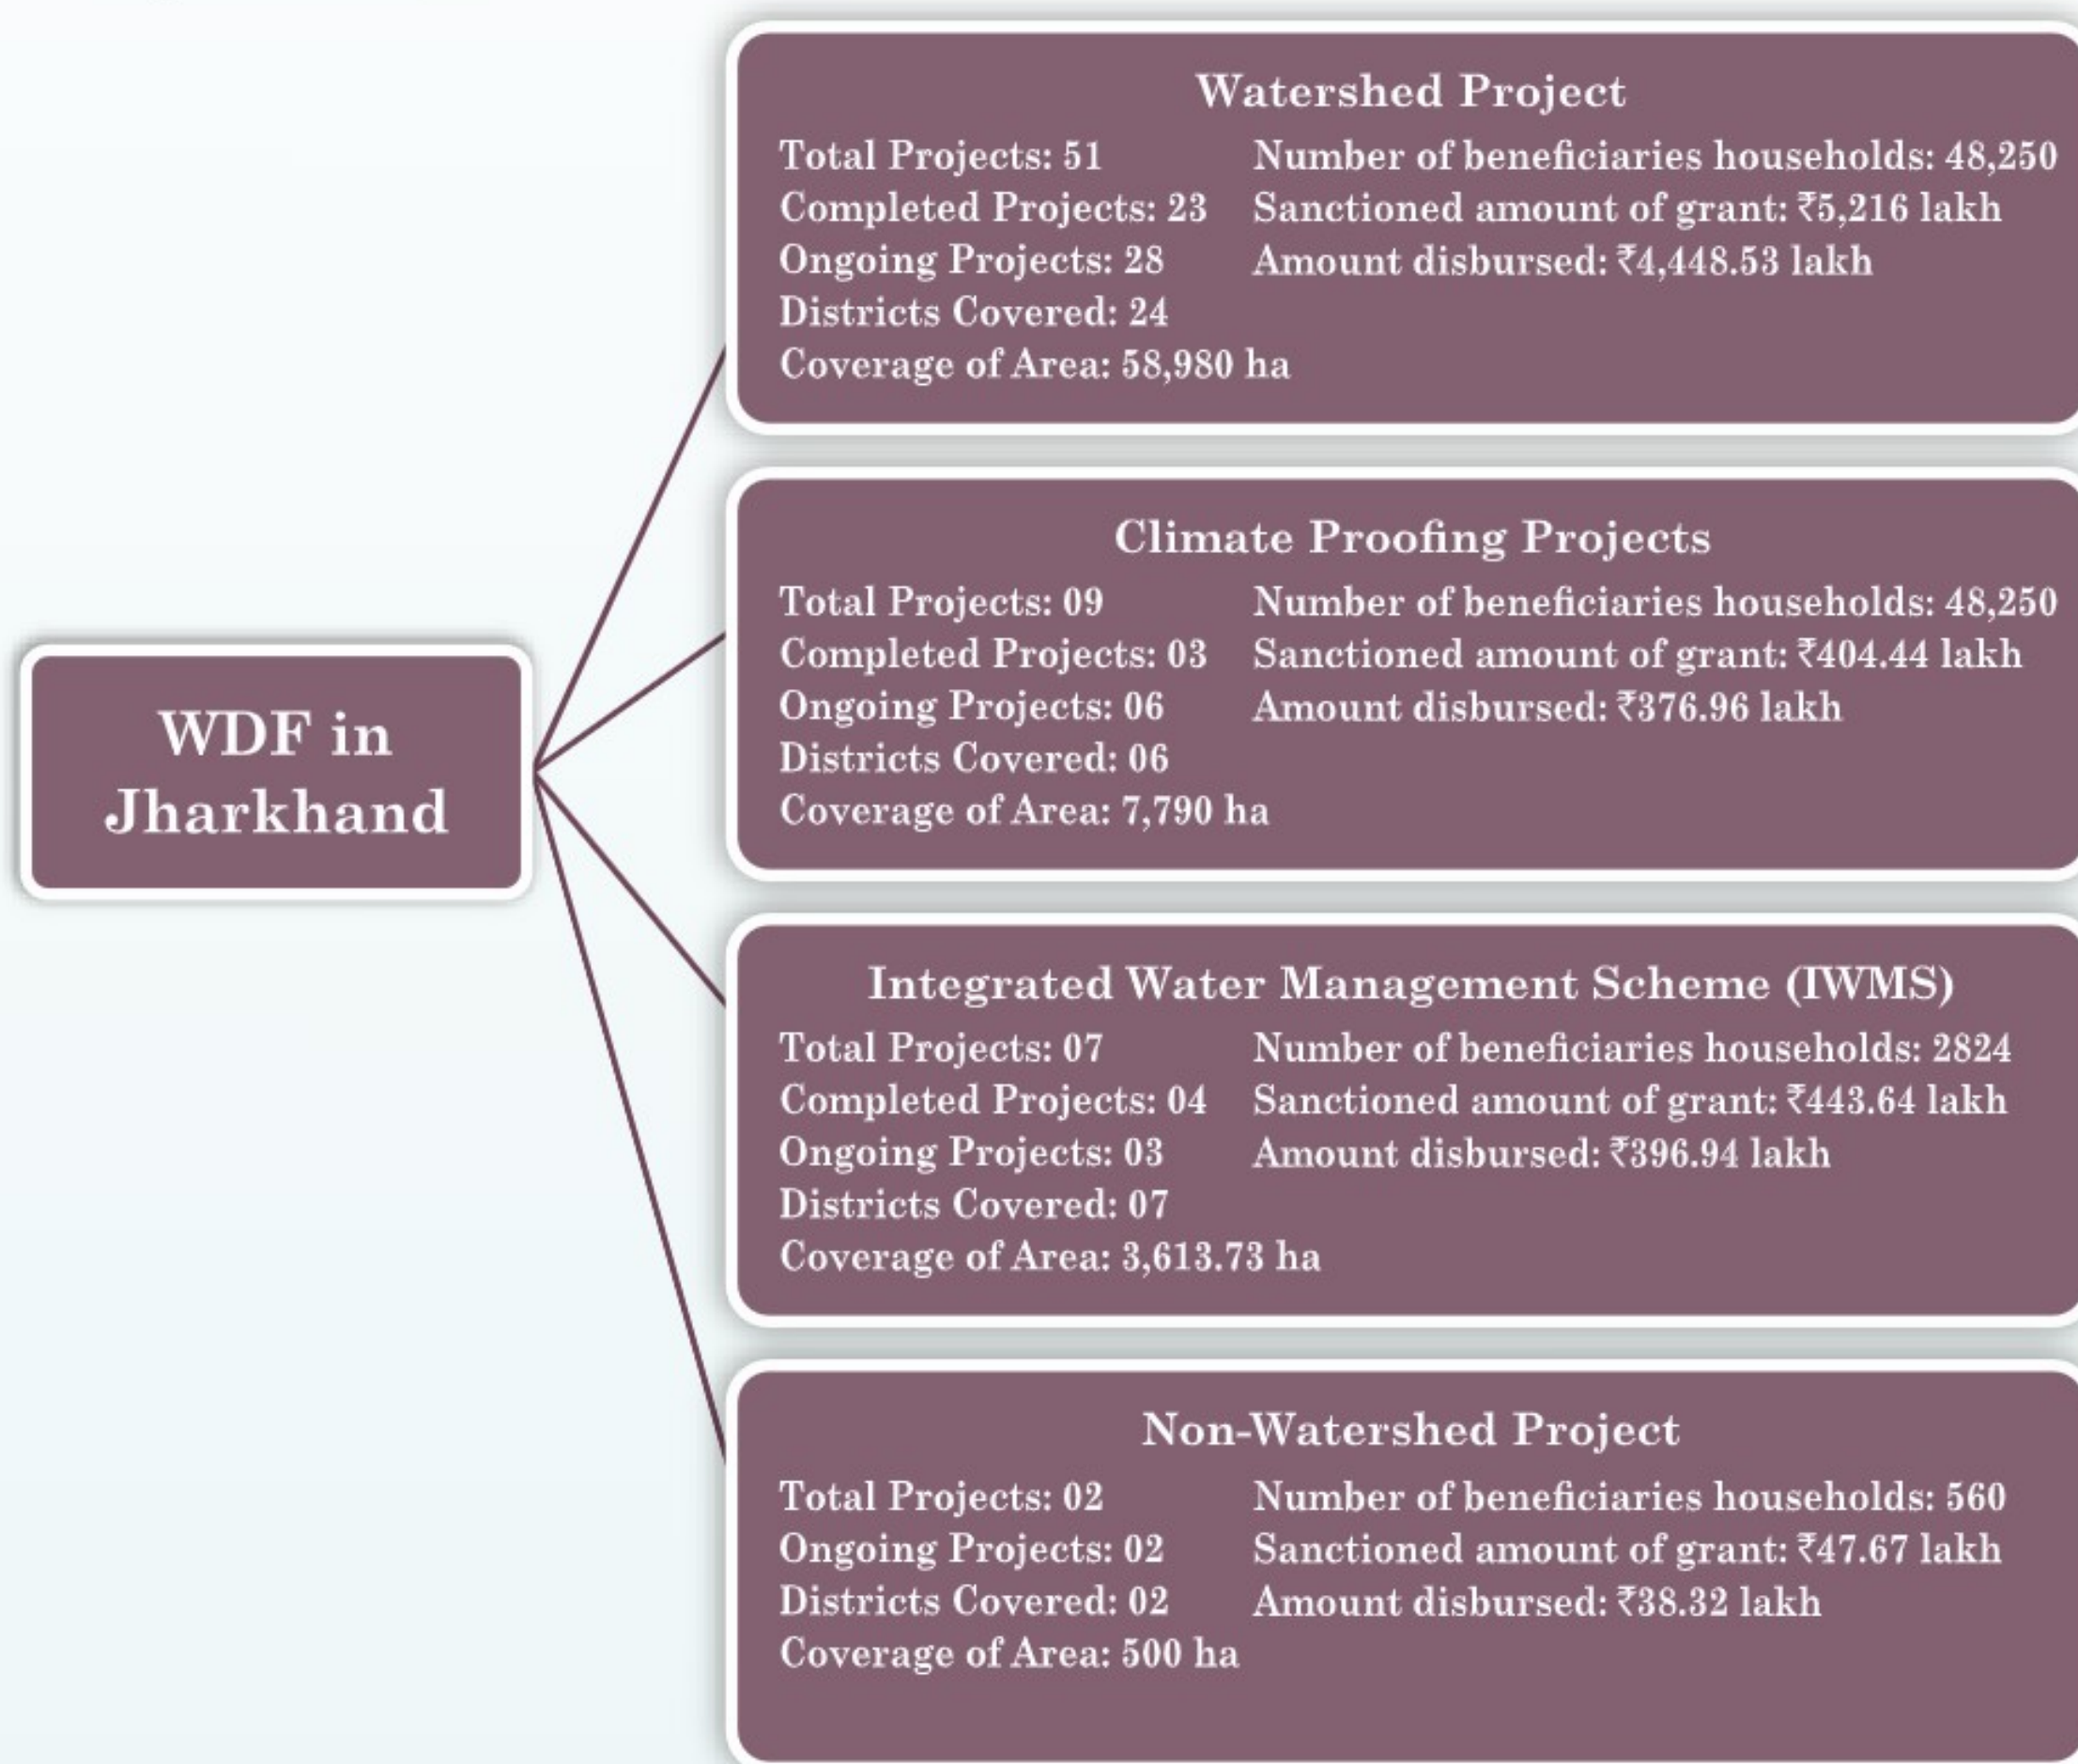 WDF in
Jharkhand
Watershed Project
Total Projects: 51
Completed Projects: 23
Ongoing Projects: 28
Districts Covered: 24
Coverage of Area: 58,980 ha
Number of beneficiaries households: 48,250
Sanctioned amount of grant: ₹5,216 lakh
Amount disbursed: ₹4,448.53 lakh
Climate Proofing Projects
Total Projects: 09
Completed Projects: 03
Ongoing Projects: 06
Districts Covered: 06
Coverage of Area: 7,790 ha
Number of beneficiaries households: 48,250
Sanctioned amount of grant: ₹404.44 lakh
Amount disbursed: ₹376.96 lakh
Integrated Water Management Scheme (IWMS)
Total Projects: 07
Completed Projects: 04
Ongoing Projects: 03
Districts Covered: 07
Coverage of Area: 3,613.73 ha
Number of beneficiaries households: 2824
Sanctioned amount of grant: ₹443.64 lakh
Amount disbursed: ₹396.94 lakh
Non-Watershed Project
Total Projects: 02
Ongoing Projects: 02
Districts Covered: 02
Coverage of Area: 500 ha
Number of beneficiaries households: 560
Sanctioned amount of grant: ₹47.67 lakh
Amount disbursed: ₹38.32 lakh